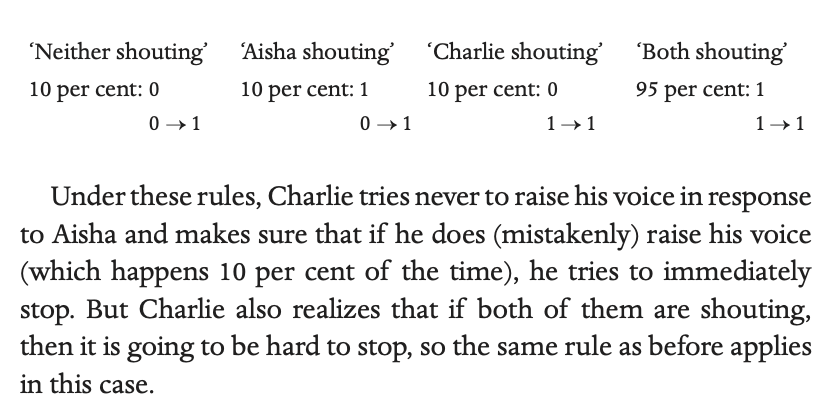 ‘Neither shouting’ ‘Aisha shouting’ ‘Charlie shouting’ ‘Both shouting’
10 per cent: 0 10 per cent: 1 10 per cent: 0 95 per cent: 1
0 → 1 0 → 1 1 → 1 1 → 1
Under these rules, Charlie tries never to raise his voice in response
to Aisha and makes sure that if he does (mistakenly) raise his voice
(which happens 10 per cent of the time), he tries to immediately
stop. But Charlie also realizes that if both of them are shouting,
then it is going to be hard to stop, so the same rule as before applies
in this case.